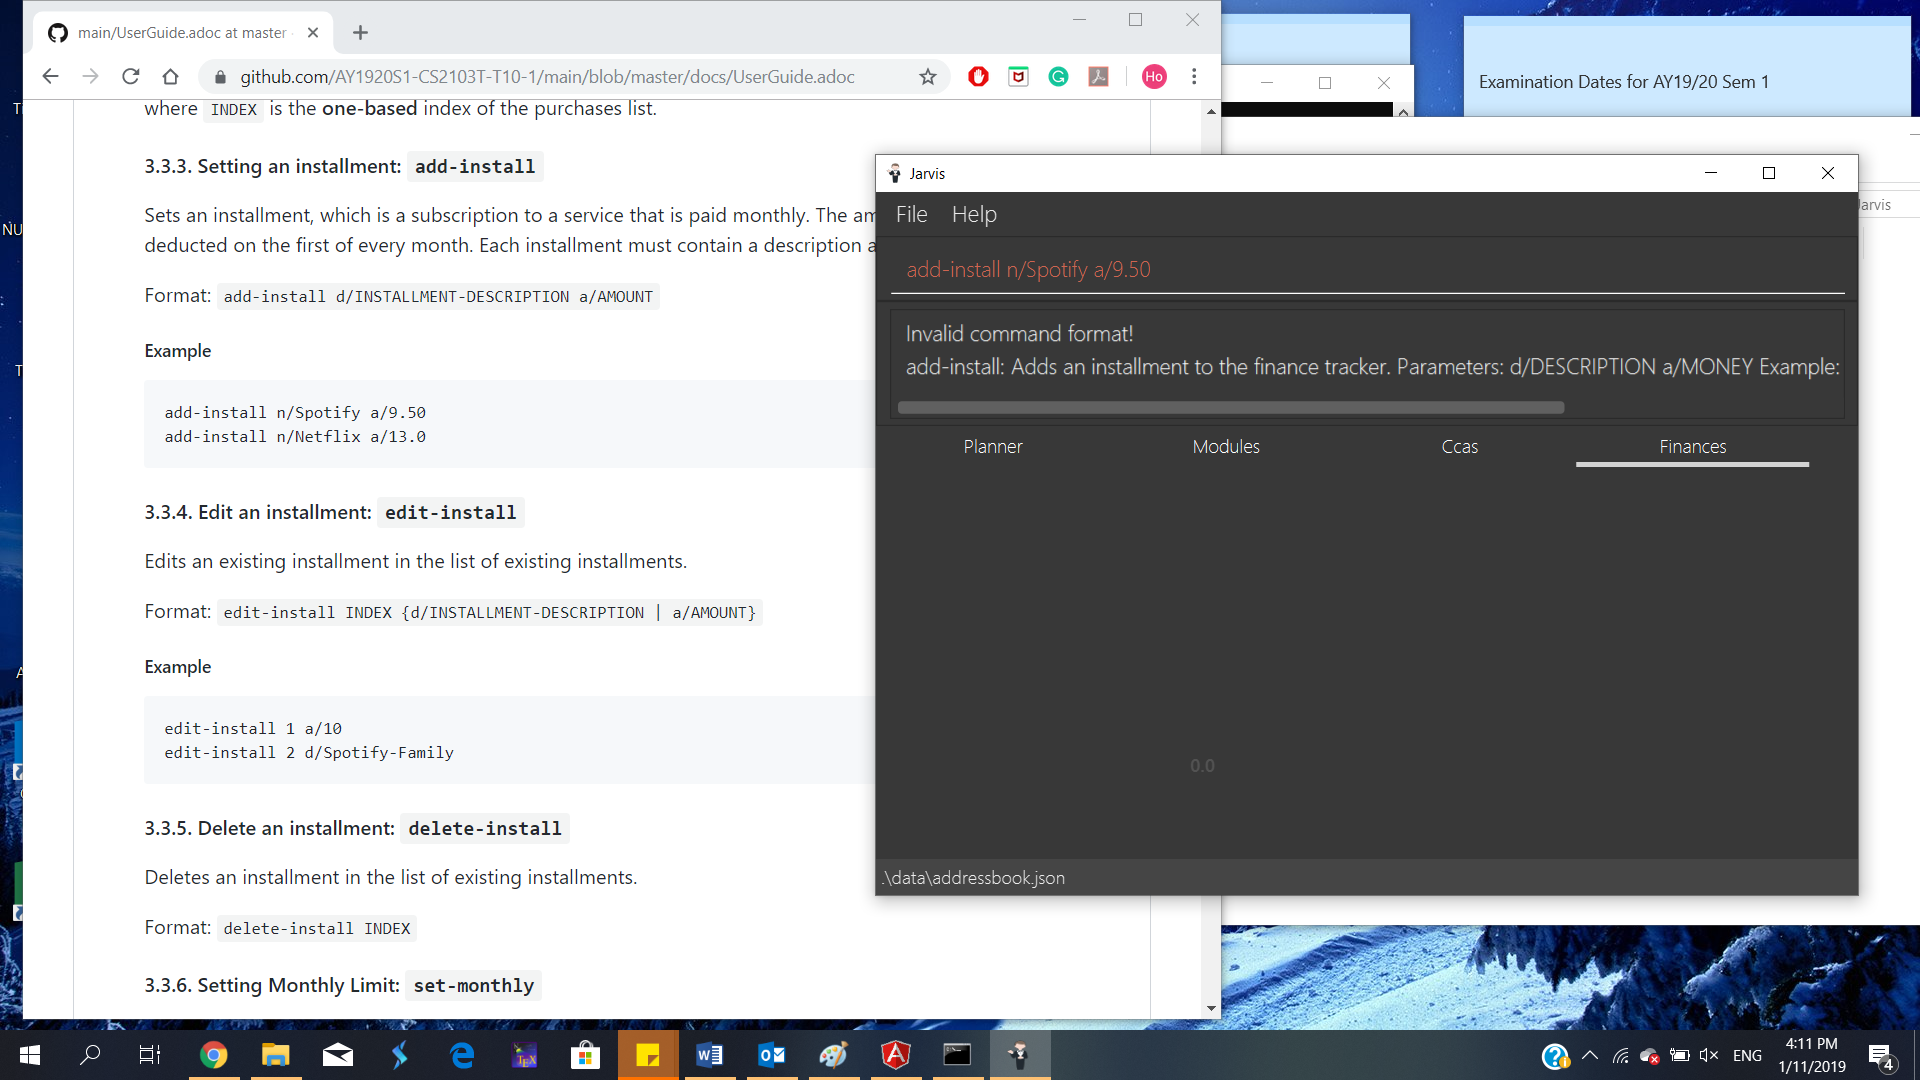 main/UserGuide.adoc at master
github.com/AY1920S1-CS2103T-T10-1/main/blob/master/docs/UserGuide.adoc
Ho
where INDEX is the one-based index of the purchases list.
3.3.3. Setting an installment: add-install
Sets an installment, which is a subscription to a service that is paid monthly. The am
deducted on the first of every month. Each installment must contain a description a
Format: add-install d/INSTALLMENT-DESCRIPTION a/AMOUNT
Example
add-install n/Spotify a/9.50
add-install n/Netflix a/13.0
3.3.4. Edit an installment: edit-install
Edits an existing installment in the list of existing installments.
Format: edit-install INDEX {d/INSTALLMENT-DESCRIPTION | a/AMOUNT}
Example
edit-install 1 a/10
edit-install 2 d/Spotify-Family
3.3.5. Delete an installment: delete-install
Deletes an installment in the list of existing installments.
Format: delete-install INDEX
3.3.6. Setting Monthly Limit: set-monthly
Examination Dates for AY19/20 Sem 1
Jarvis
Jarvis
File Help
add-install n/Spotify a/9.50
Invalid command format!
add-install: Adds an installment to the finance tracker. Parameters: d/DESCRIPTION a/MONEY Example:
Planner Modules Ccas Finances
0.0
.\data\addressbook.json
NU
ENG
4:11 PM
1/11/2019
4